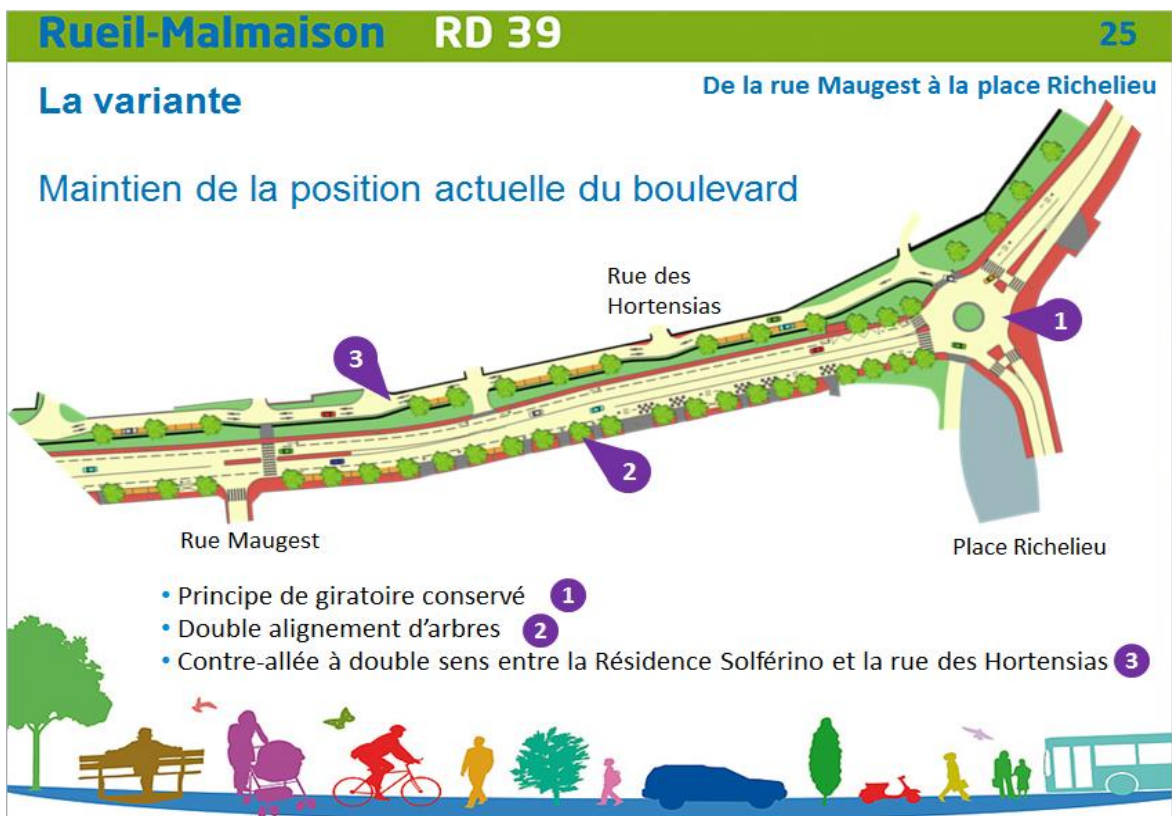 Rueil-Malmaison RD 39 25
La variante
De la rue Maugest à la place Richelieu
Maintien de la position actuelle du boulevard
Rue des
Hortensias
1
3
2
Rue Maugest
Place Richelieu
• Principe de giratoire conservé 1
• Double alignement d'arbres 2
• Contre-allée à double sens entre la Résidence Solférino et la rue des Hortensias 3